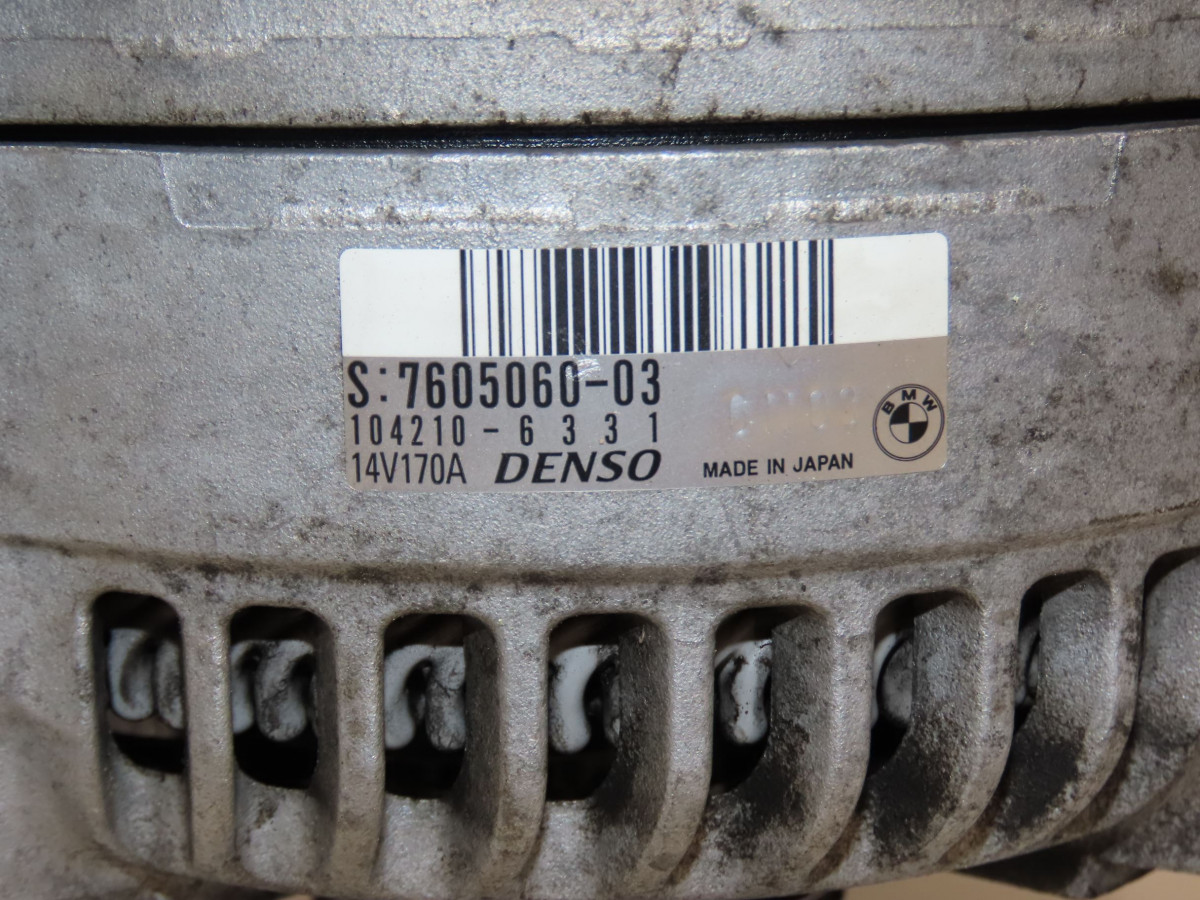 S:7605060-03
104210-6331
14V170A DENSO MADE IN JAPAN
BMW